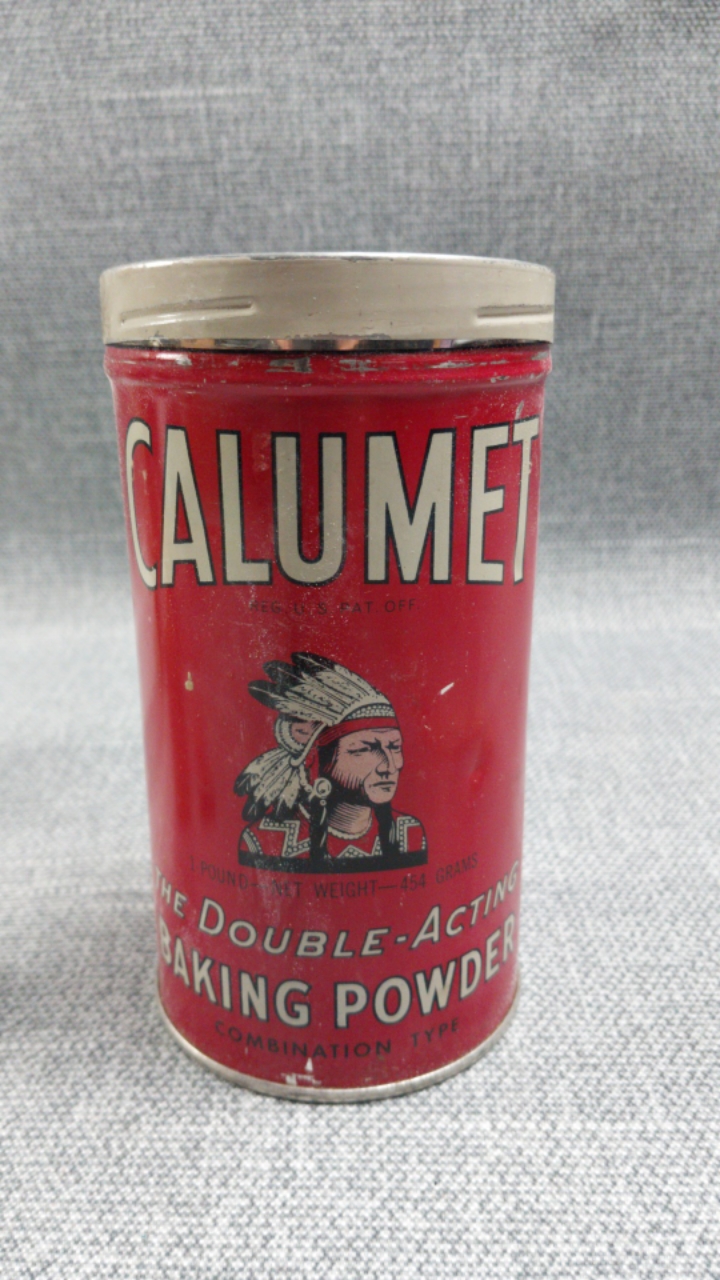 CALUMET
REG. U. S. PAT. OFF.
1 POUND—NET WEIGHT—454 GRAMS
THE DOUBLE-ACTING
BAKING POWDER
COMBINATION TYPE